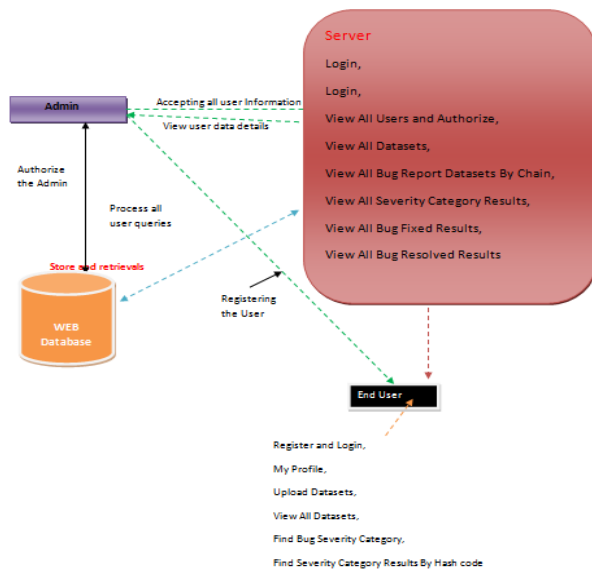 Server
Login,
Login,
View All Users and Authorize,
View All Datasets,
View All Bug Report Datasets By Chain,
View All Severity Category Results,
View All Bug Fixed Results,
View All Bug Resolved Results
Admin
Accepting all user Information
View user data details
Authorize
the Admin
Process all
user queries
Store and retrievals
WEB
Database
Registering
the User
End User
Register and Login,
My Profile,
Upload Datasets,
View All Datasets,
Find Bug Severity Category,
Find Severity Category Results By Hash code